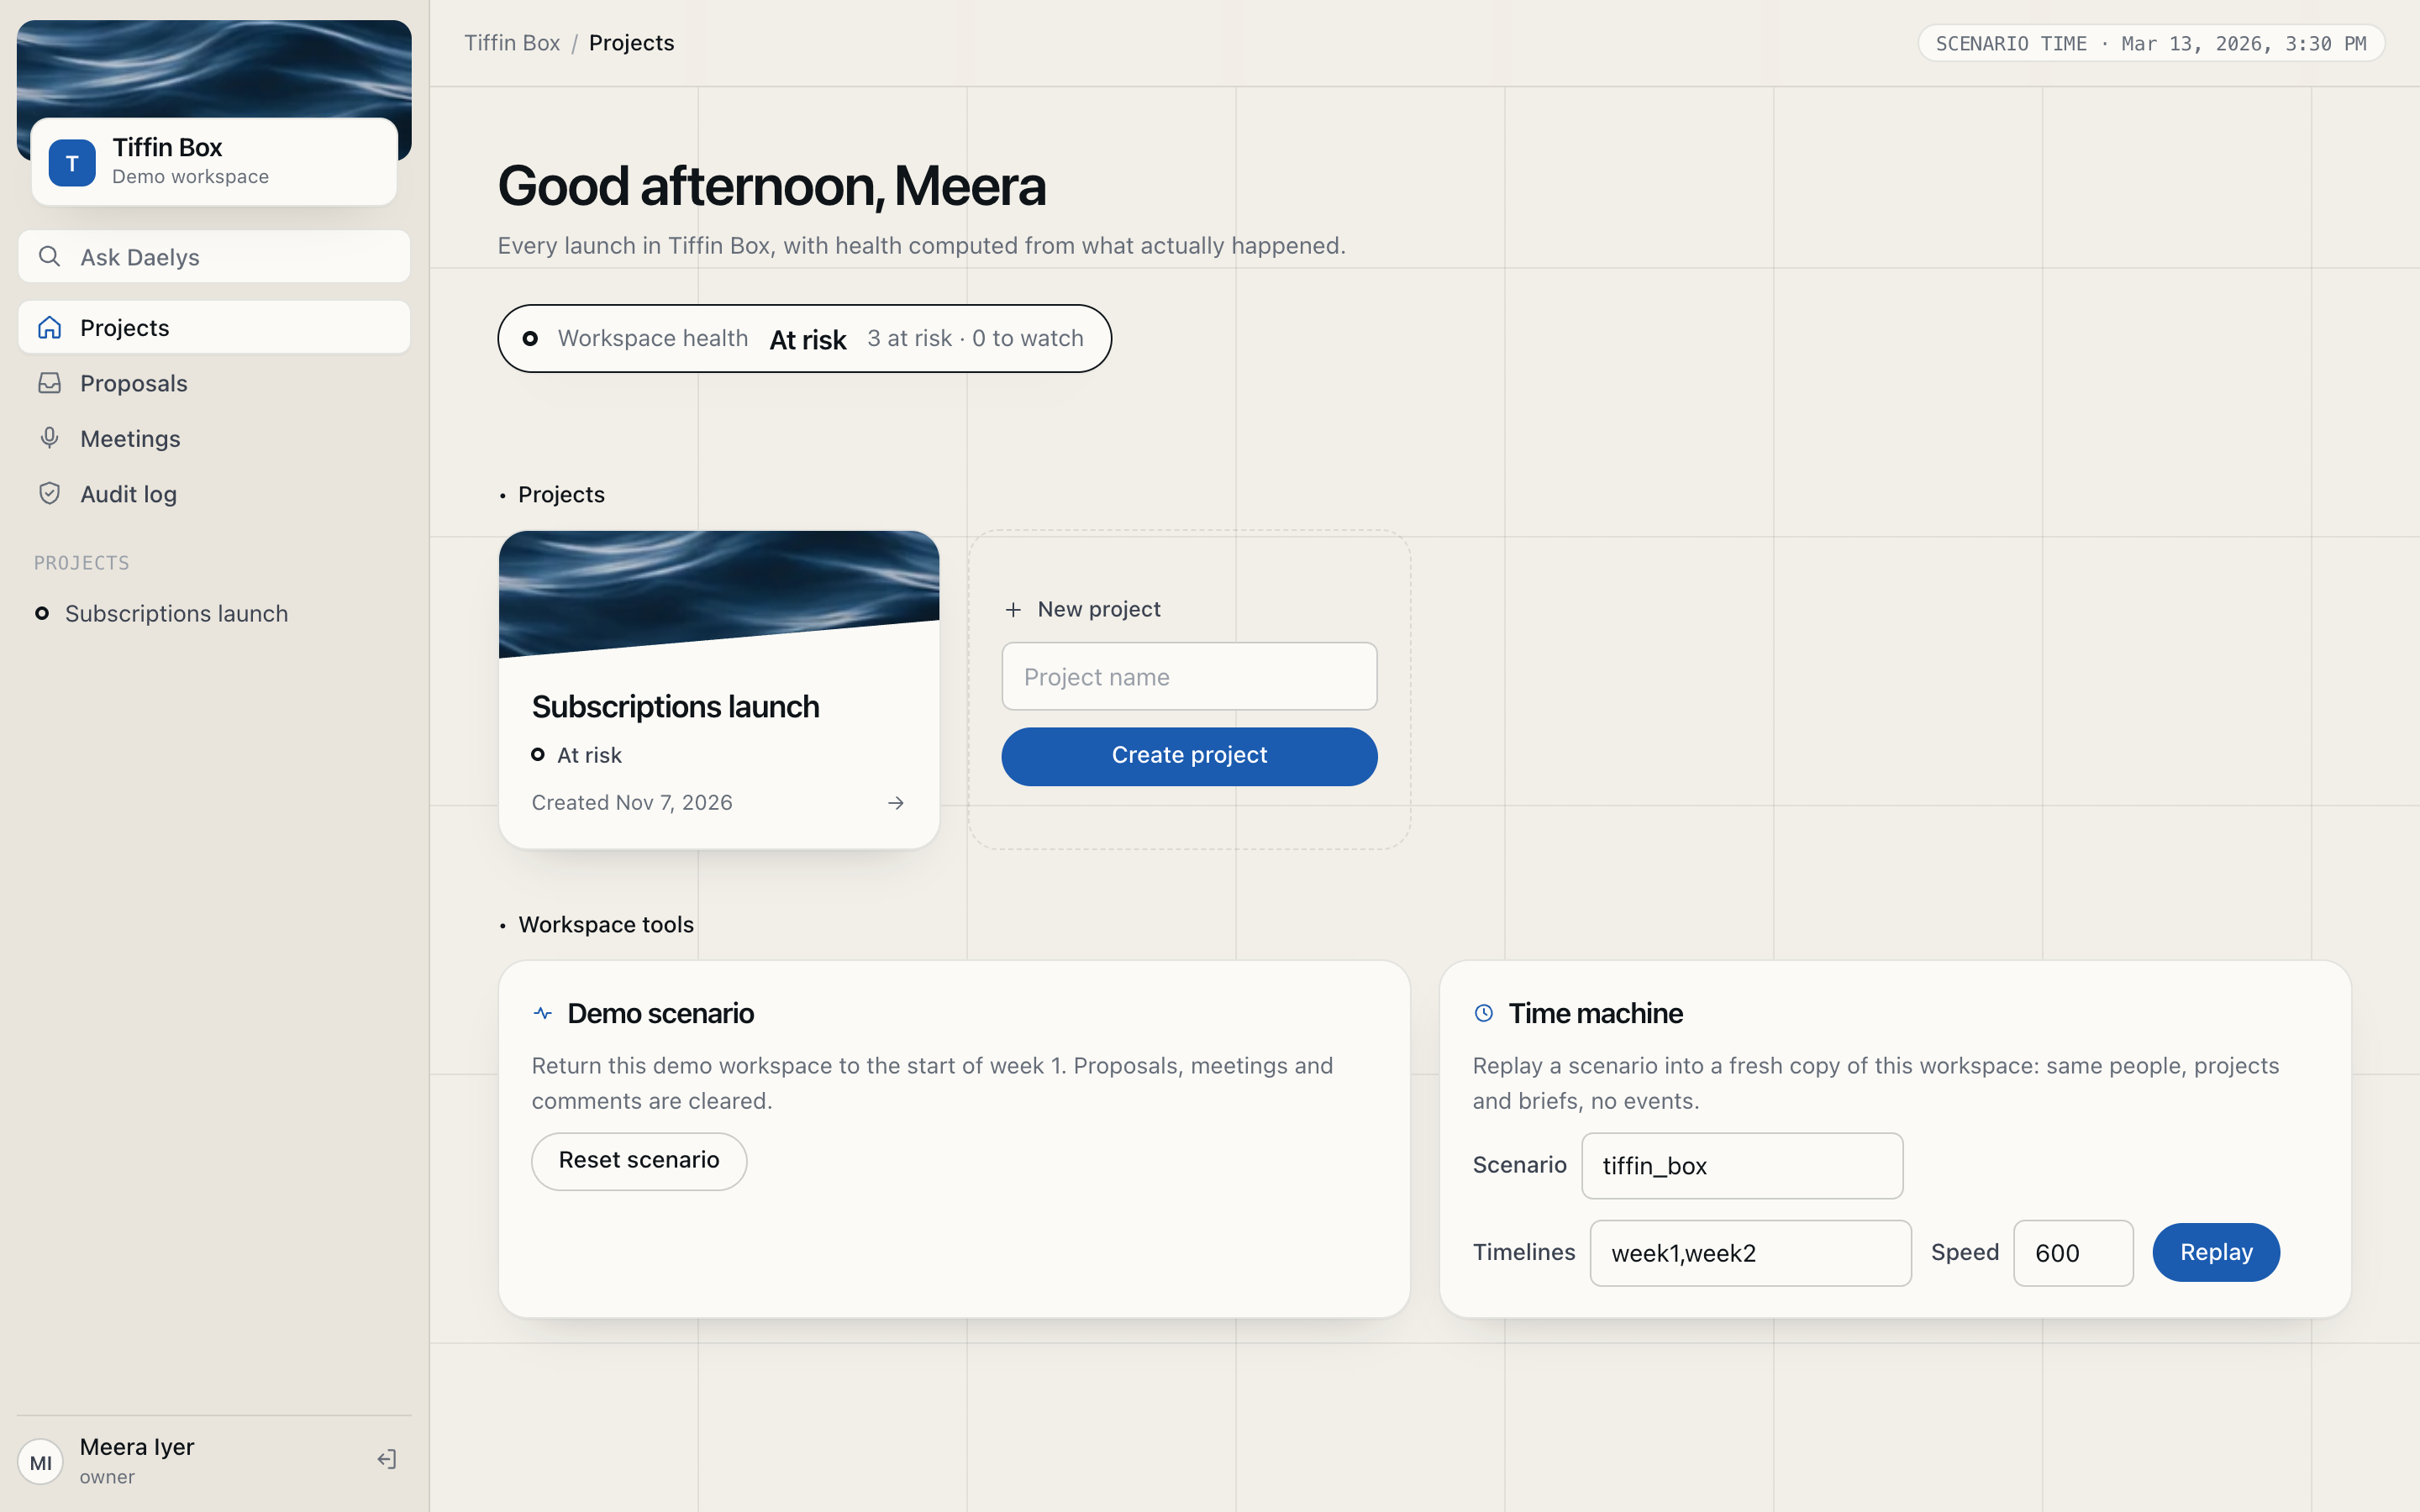 Tiffin Box
Demo workspace
T
Ask Daelys
Projects
Proposals
Meetings
Audit log
PROJECTS
Subscriptions launch
MI
Meera Iyer
owner
Tiffin Box / Projects
SCENARIO TIME · Mar 13, 2026, 3:30 PM
Good afternoon, Meera
Every launch in Tiffin Box, with health computed from what actually happened.
Workspace health At risk 3 at risk · 0 to watch
• Projects
Subscriptions launch
At risk
Created Nov 7, 2026 →
+ New project
Project name
Create project
• Workspace tools
Demo scenario
Return this demo workspace to the start of week 1. Proposals, meetings and
comments are cleared.
Reset scenario
Time machine
Replay a scenario into a fresh copy of this workspace: same people, projects
and briefs, no events.
Scenario tiffin_box
Timelines week1,week2 Speed 600 Replay